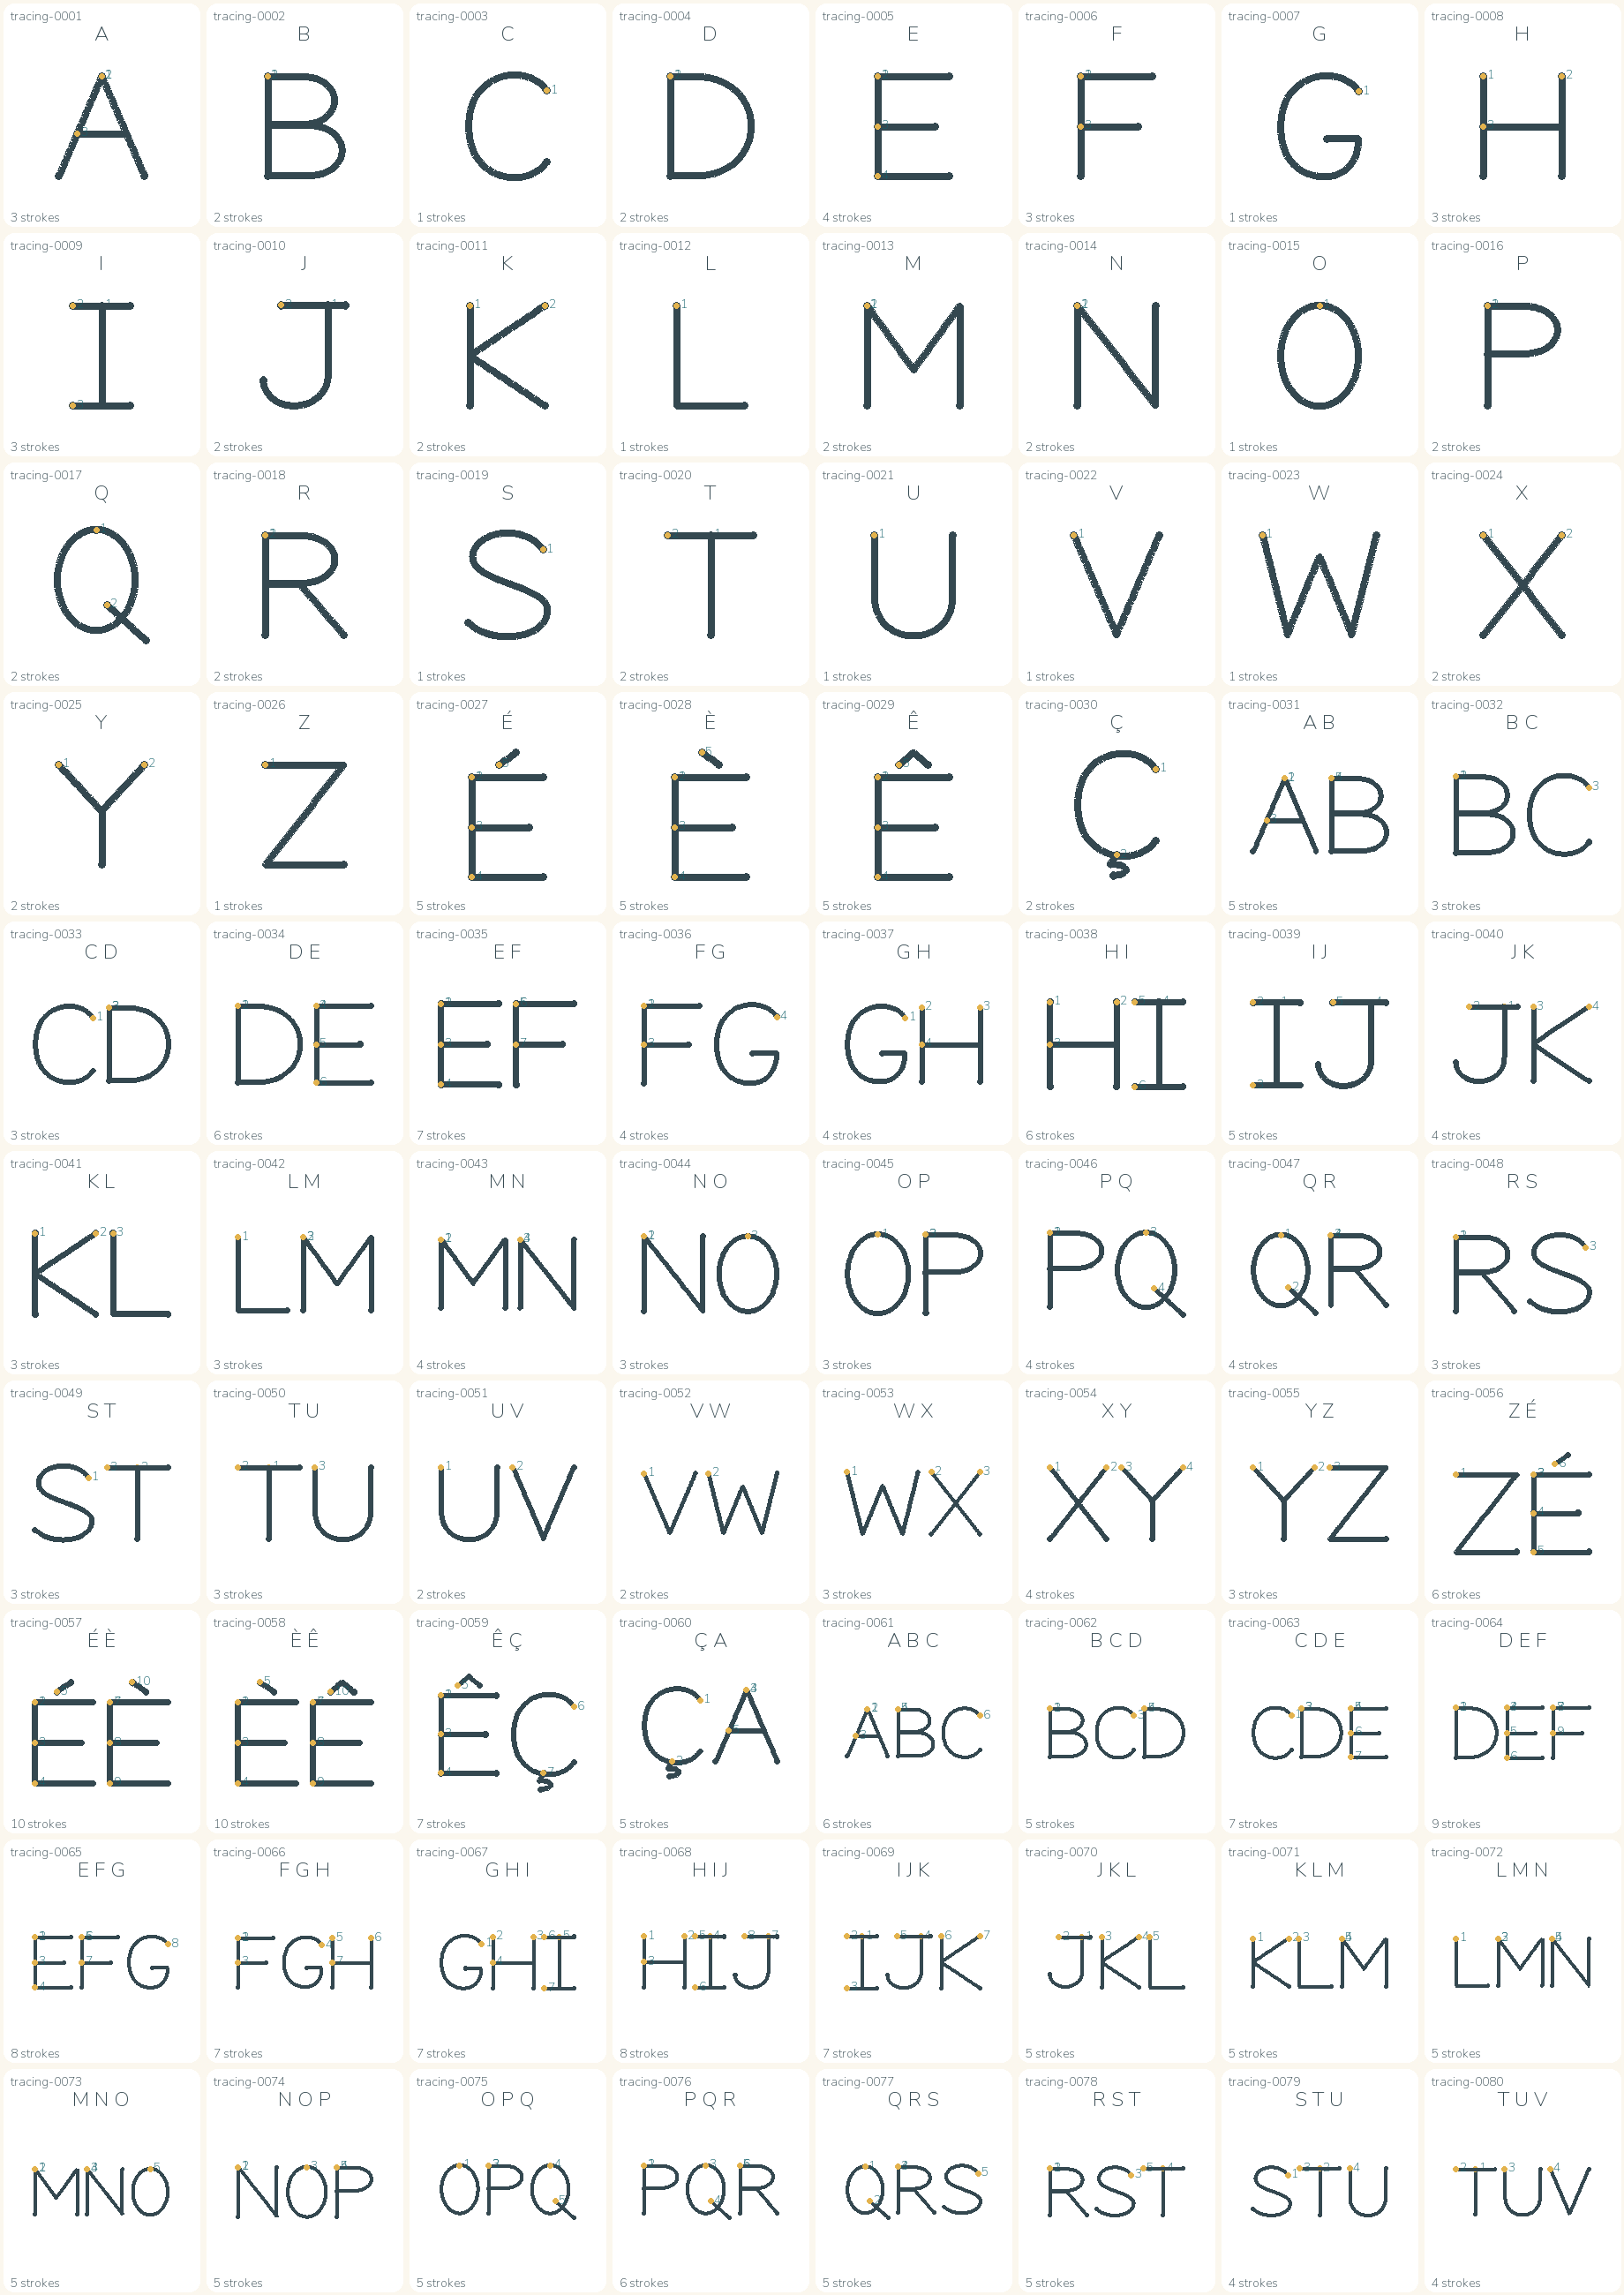 tracing-0001 tracing-0002 tracing-0003 tracing-0004 tracing-0005 tracing-0006 tracing-0007 tracing-0008
A B C D E F G H
3 strokes 2 strokes 1 strokes 2 strokes 4 strokes 3 strokes 1 strokes 3 strokes
tracing-0009 tracing-0010 tracing-0011 tracing-0012 tracing-0013 tracing-0014 tracing-0015 tracing-0016
I J K L M N O P
3 strokes 2 strokes 2 strokes 1 strokes 2 strokes 2 strokes 1 strokes 2 strokes
tracing-0017 tracing-0018 tracing-0019 tracing-0020 tracing-0021 tracing-0022 tracing-0023 tracing-0024
Q R S T U V W X
2 strokes 2 strokes 1 strokes 2 strokes 1 strokes 1 strokes 1 strokes 2 strokes
tracing-0025 tracing-0026 tracing-0027 tracing-0028 tracing-0029 tracing-0030 tracing-0031 tracing-0032
Y Z É È Ê Ç A B B C
2 strokes 1 strokes 5 strokes 5 strokes 5 strokes 2 strokes 5 strokes 3 strokes
tracing-0033 tracing-0034 tracing-0035 tracing-0036 tracing-0037 tracing-0038 tracing-0039 tracing-0040
C D D E E F F G G H H I I J J K
3 strokes 6 strokes 7 strokes 4 strokes 4 strokes 6 strokes 5 strokes 4 strokes
tracing-0041 tracing-0042 tracing-0043 tracing-0044 tracing-0045 tracing-0046 tracing-0047 tracing-0048
K L L M M N N O O P P Q Q R R S
3 strokes 3 strokes 4 strokes 3 strokes 3 strokes 4 strokes 4 strokes 3 strokes
tracing-0049 tracing-0050 tracing-0051 tracing-0052 tracing-0053 tracing-0054 tracing-0055 tracing-0056
S T T U U V V W W X X Y Y Z Z É
3 strokes 3 strokes 2 strokes 2 strokes 3 strokes 4 strokes 3 strokes 6 strokes
tracing-0057 tracing-0058 tracing-0059 tracing-0060 tracing-0061 tracing-0062 tracing-0063 tracing-0064
É È È Ê Ê Ç Ç A A B C B C D C D E D E F
10 strokes 10 strokes 7 strokes 5 strokes 6 strokes 5 strokes 7 strokes 9 strokes
tracing-0065 tracing-0066 tracing-0067 tracing-0068 tracing-0069 tracing-0070 tracing-0071 tracing-0072
E F G F G H G H I H I J I J K J K L K L M L M N
8 strokes 7 strokes 7 strokes 8 strokes 7 strokes 5 strokes 5 strokes 5 strokes
tracing-0073 tracing-0074 tracing-0075 tracing-0076 tracing-0077 tracing-0078 tracing-0079 tracing-0080
M N O N O P O P Q P Q R Q R S R S T S T U T U V
5 strokes 5 strokes 5 strokes 6 strokes 5 strokes 5 strokes 4 strokes 4 strokes